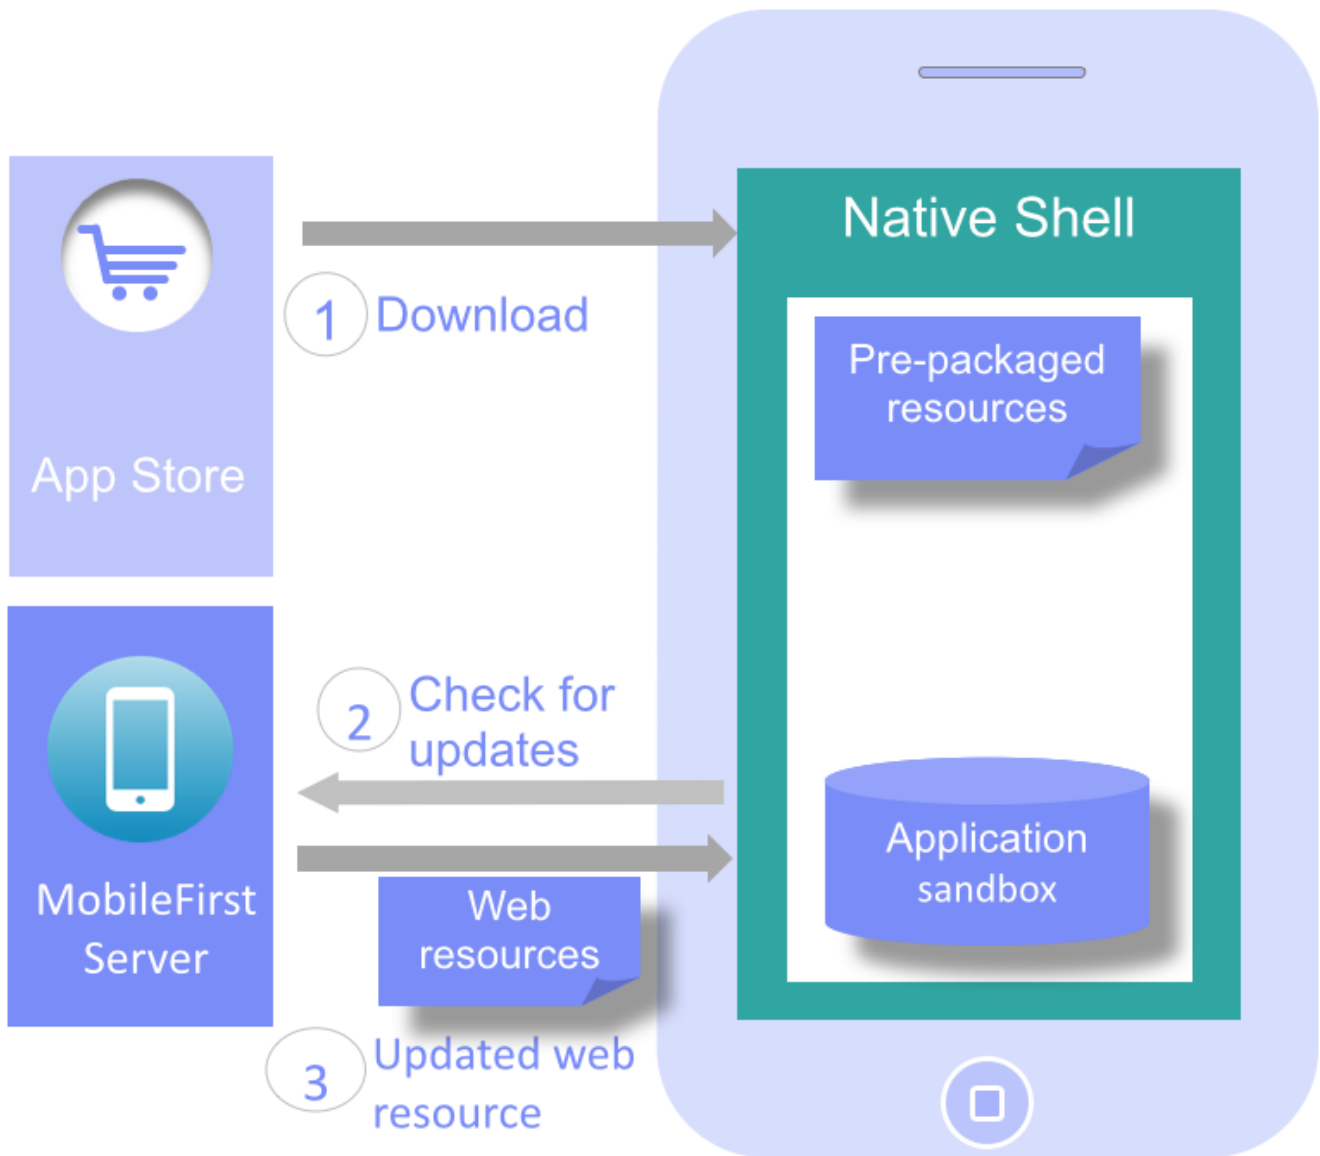 App Store
1
Download
Native Shell
Pre-packaged
resources
MobileFirst
Server
2
Check for
updates
Web
resources
3
Updated web
resource
Application
sandbox